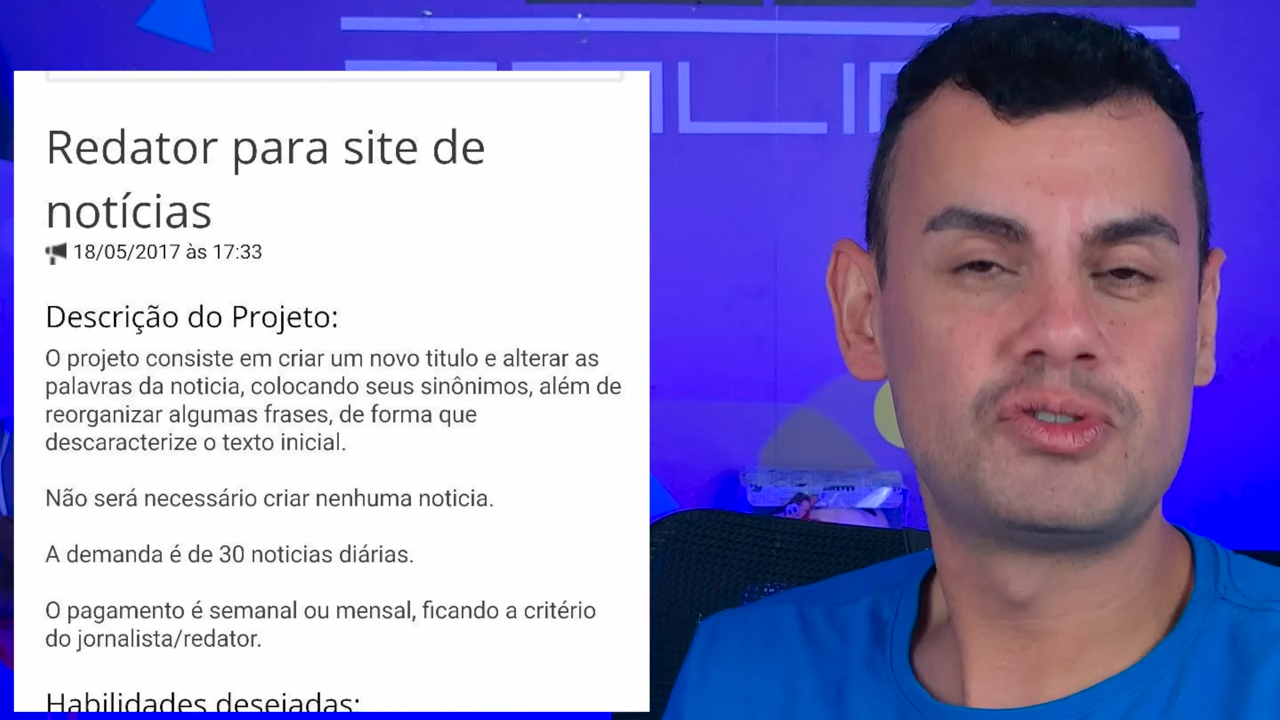 Redator para site de
notícias
18/05/2017 às 17:33
Descrição do Projeto:
O projeto consiste em criar um novo titulo e alterar as
palavras da noticia, colocando seus sinônimos, além de
reorganizar algumas frases, de forma que
descaracterize o texto inicial.
Não será necessário criar nenhuma noticia.
A demanda é de 30 noticias diárias.
O pagamento é semanal ou mensal, ficando a critério
do jornalista/redator.
Habilidades desejadas: